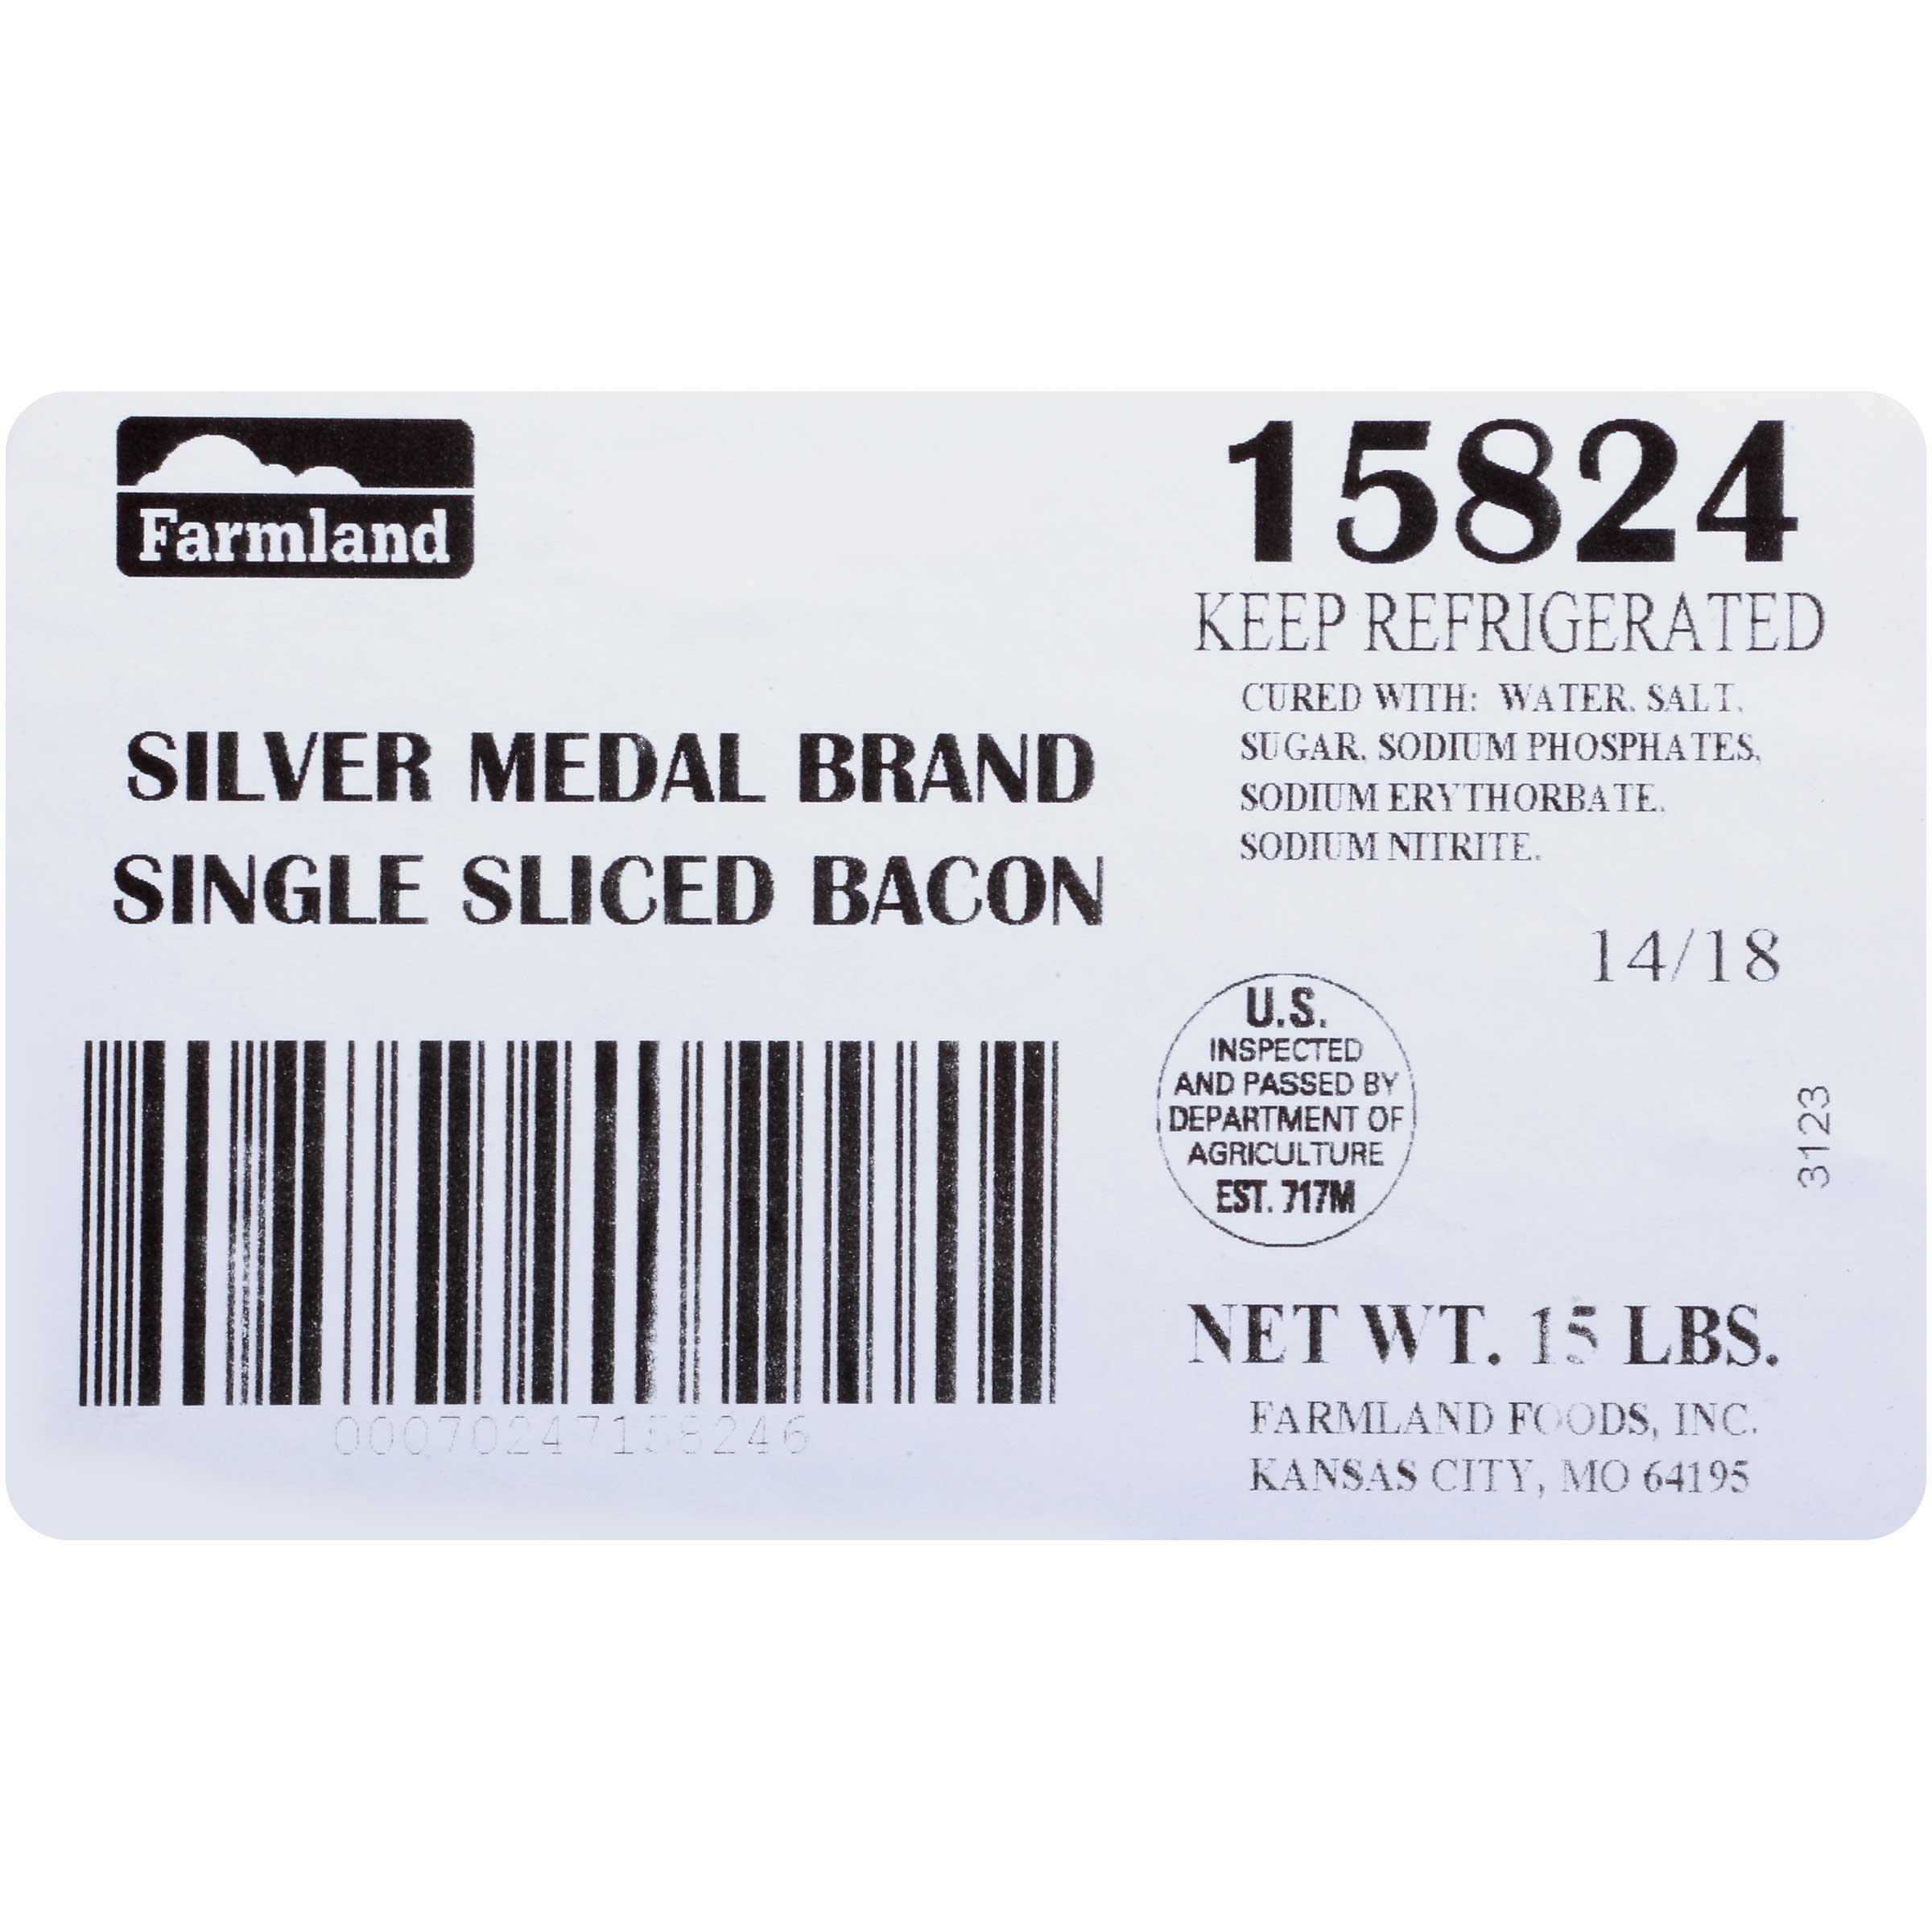 Farmland
15824
KEEP REFRIGERATED
CURED WITH: WATER, SALT,
SUGAR, SODIUM PHOSPHATES,
SODIUM ERYTHORBATE,
SODIUM NITRITE.
SILVER MEDAL BRAND
SINGLE SLICED BACON
14/18
U.S.
INSPECTED
AND PASSED BY
DEPARTMENT OF
AGRICULTURE
EST. 717M
3123
00070247158246
NET WT. 15 LBS.
FARMLAND FOODS, INC.
KANSAS CITY, MO 64195